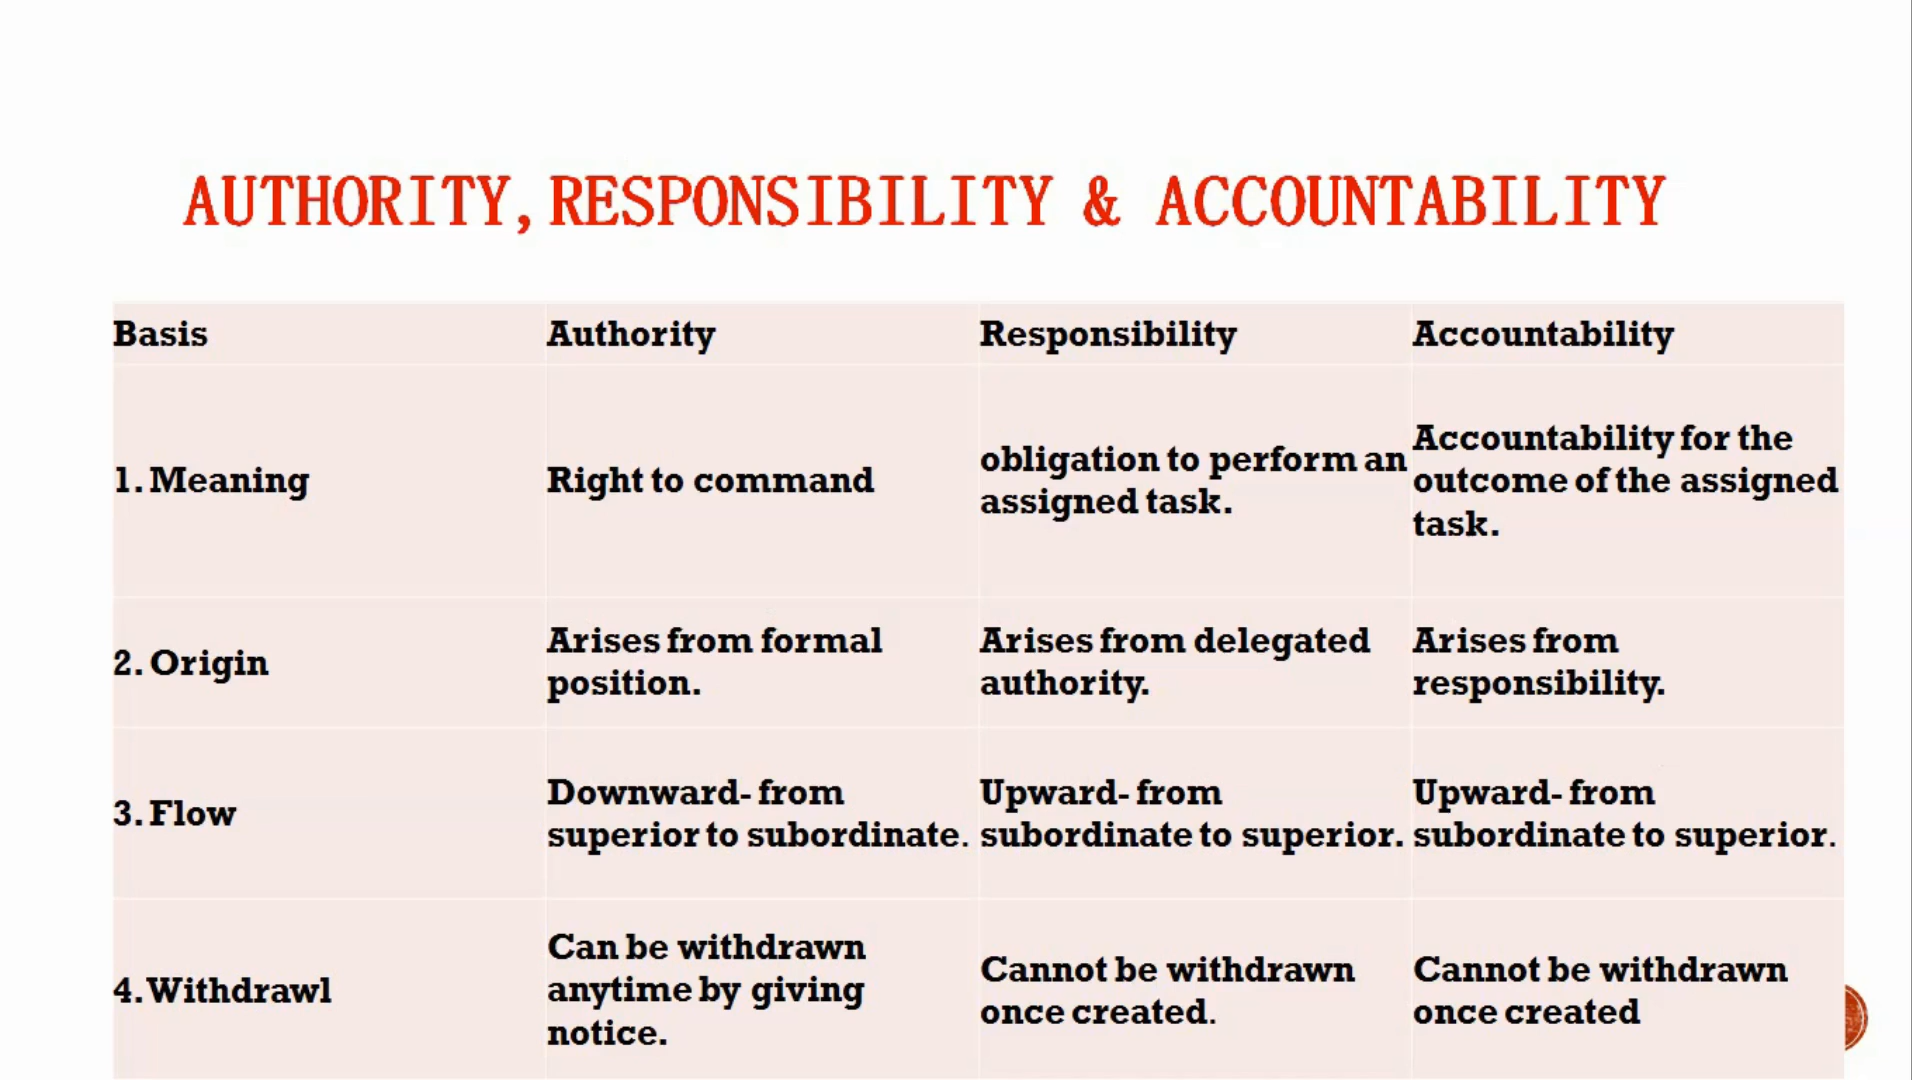 AUTHORITY, RESPONSIBILITY & ACCOUNTABILITY
Basis
Authority
Responsibility
Accountability
1. Meaning
Right to command
obligation to perform an
assigned task.
Accountability for the
outcome of the assigned
task.
2. Origin
Arises from formal
position.
Arises from delegated
authority.
Arises from
responsibility.
3. Flow
Downward- from
superior to subordinate.
Upward- from
subordinate to superior.
Upward- from
subordinate to superior.
4. Withdrawl
Can be withdrawn
anytime by giving
notice.
Cannot be withdrawn
once created.
Cannot be withdrawn
once created